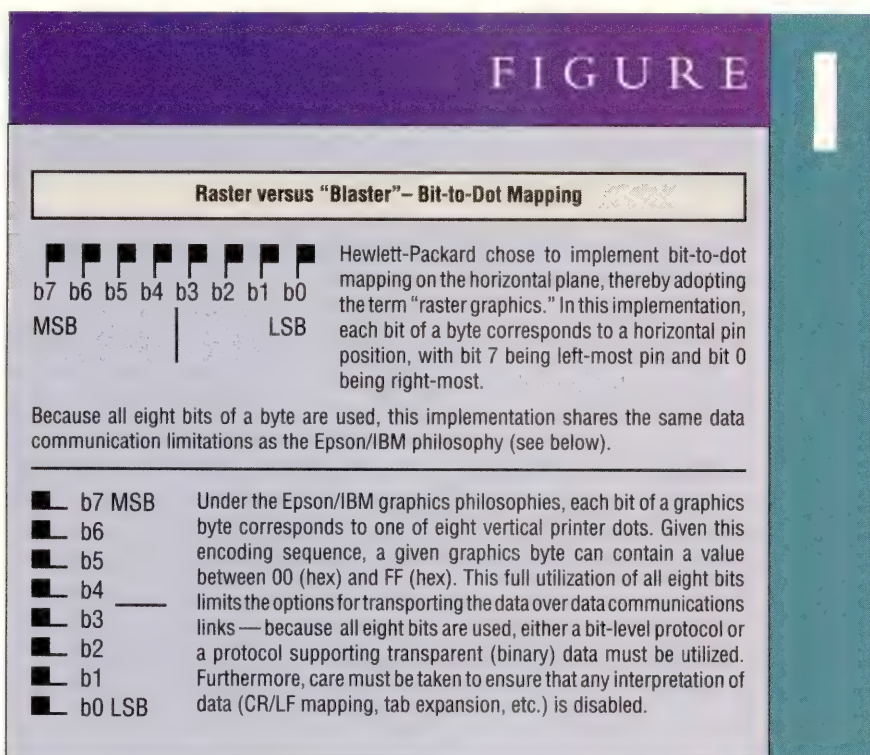 FIGURE
1
Raster versus “Blaster”– Bit-to-Dot Mapping
b7 b6 b5 b4 b3 b2 b1 b0
MSB LSB
Hewlett-Packard chose to implement bit-to-dot
mapping on the horizontal plane, thereby adopting
the term “raster graphics.” In this implementation,
each bit of a byte corresponds to a horizontal pin
position, with bit 7 being left-most pin and bit 0
being right-most.
Because all eight bits of a byte are used, this implementation shares the same data
communication limitations as the Epson/IBM philosophy (see below).
b7 MSB
b6
b5
b4
b3
b2
b1
b0 LSB
Under the Epson/IBM graphics philosophies, each bit of a graphics
byte corresponds to one of eight vertical printer dots. Given this
encoding sequence, a given graphics byte can contain a value
between 00 (hex) and FF (hex). This full utilization of all eight bits
limits the options for transporting the data over data communications
links — because all eight bits are used, either a bit-level protocol or
a protocol supporting transparent (binary) data must be utilized.
Furthermore, care must be taken to ensure that any interpretation of
data (CR/LF mapping, tab expansion, etc.) is disabled.